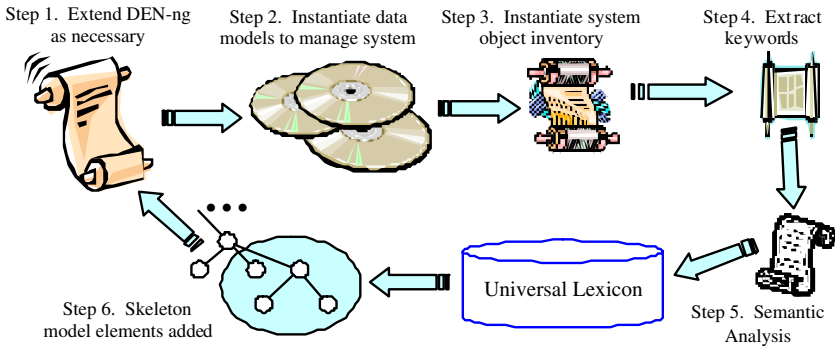 Step 1. Extend DEN-ng
as necessary
Step 2. Instantiate data
models to manage system
Step 3. Instantiate system
object inventory
Step 4. Extract
keywords
Universal Lexicon
Step 5. Semantic
Analysis
Step 6. Skeleton
model elements added